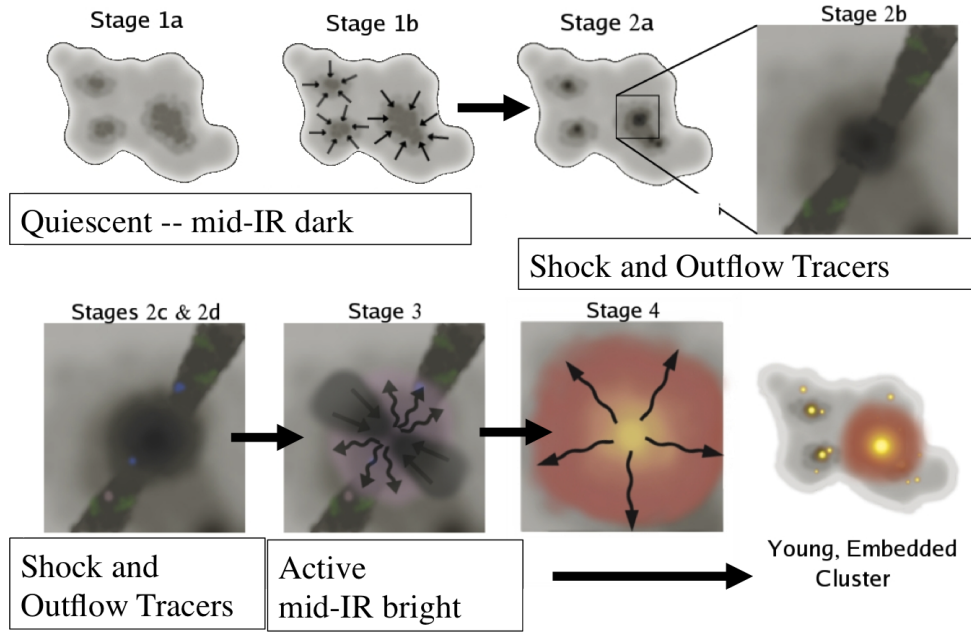 Stage 1a
Stage 1b
Stage 2a
Stage 2b
Quiescent -- mid-IR dark
Shock and Outflow Tracers
Stages 2c & 2d
Stage 3
Stage 4
Shock and
Outflow Tracers
Active
mid-IR bright
Young, Embedded
Cluster